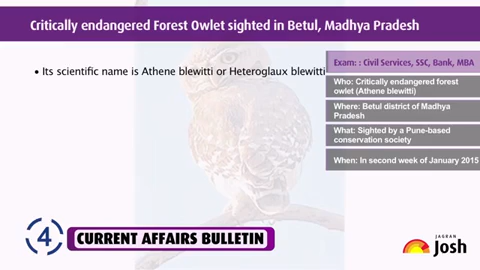 Critically endangered Forest Owlet sighted in Betul, Madhya Pradesh
• Its scientific name is Athene blewitti or Heteroglaux blewitti
Exam: : Civil Services, SSC, Bank, MBA
Who: Critically endangered forest
owlet (Athene blewitti)
Where: Betul district of Madhya
Pradesh
What: Sighted by a Pune-based
conservation society
When: In second week of January 2015
4 CURRENT AFFAIRS BULLETIN
JAGRAN
Josh